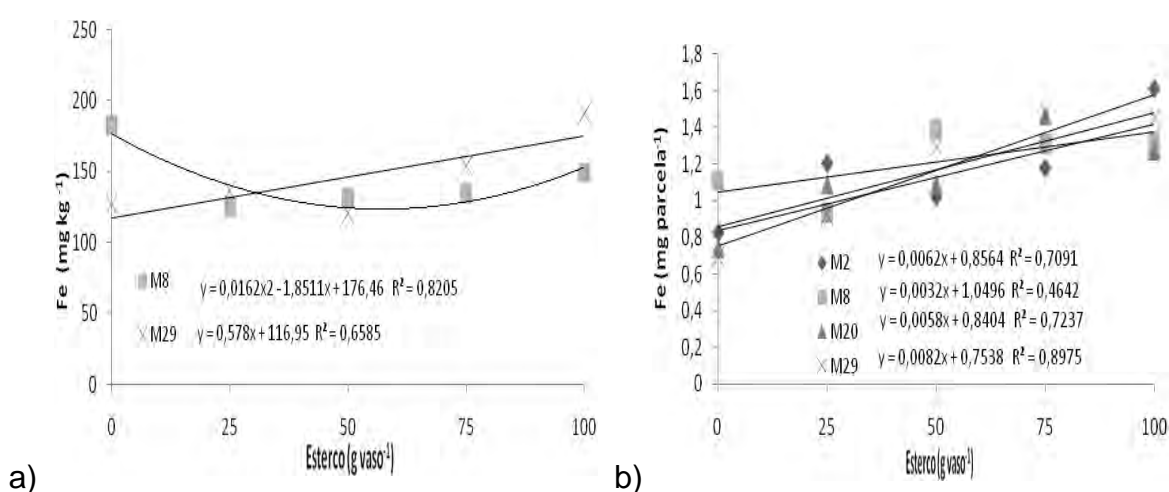 250
200
150
100
50
0
Fe (mg kg⁻¹)
M8 y = 0,0162x2 - 1,8511x + 176,46 R² = 0,8205
M29 y = 0,578x + 116,95 R² = 0,6585
0 25 50 75 100
Esterco (g vaso⁻¹)
a)
1,8
1,6
1,4
1,2
1
0,8
0,6
0,4
0,2
0
Fe (mg parcela⁻¹)
M2 y = 0,0062x + 0,8564 R² = 0,7091
M8 y = 0,0032x + 1,0496 R² = 0,4642
M20 y = 0,0058x + 0,8404 R² = 0,7237
M29 y = 0,0082x + 0,7538 R² = 0,8975
0 25 50 75 100
Esterco (g vaso⁻¹)
b)